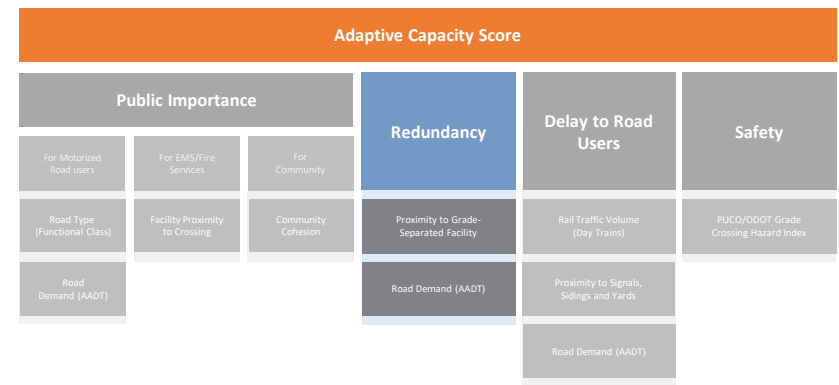 Adaptive Capacity Score
Public Importance
For Motorized
Road users
Road Type
(Functional Class)
Road
Demand (AADT)
For EMS/Fire
Services
Facility Proximity
to Crossing
For
Community
Community
Cohesion
Redundancy
Proximity to Grade-
Separated Facility
Road Demand (AADT)
Delay to Road
Users
Rail Traffic Volume
(Day Trains)
Proximity to Signals,
Sidings and Yards
Road Demand (AADT)
Safety
PUCO/ODOT Grade
Crossing Hazard Index